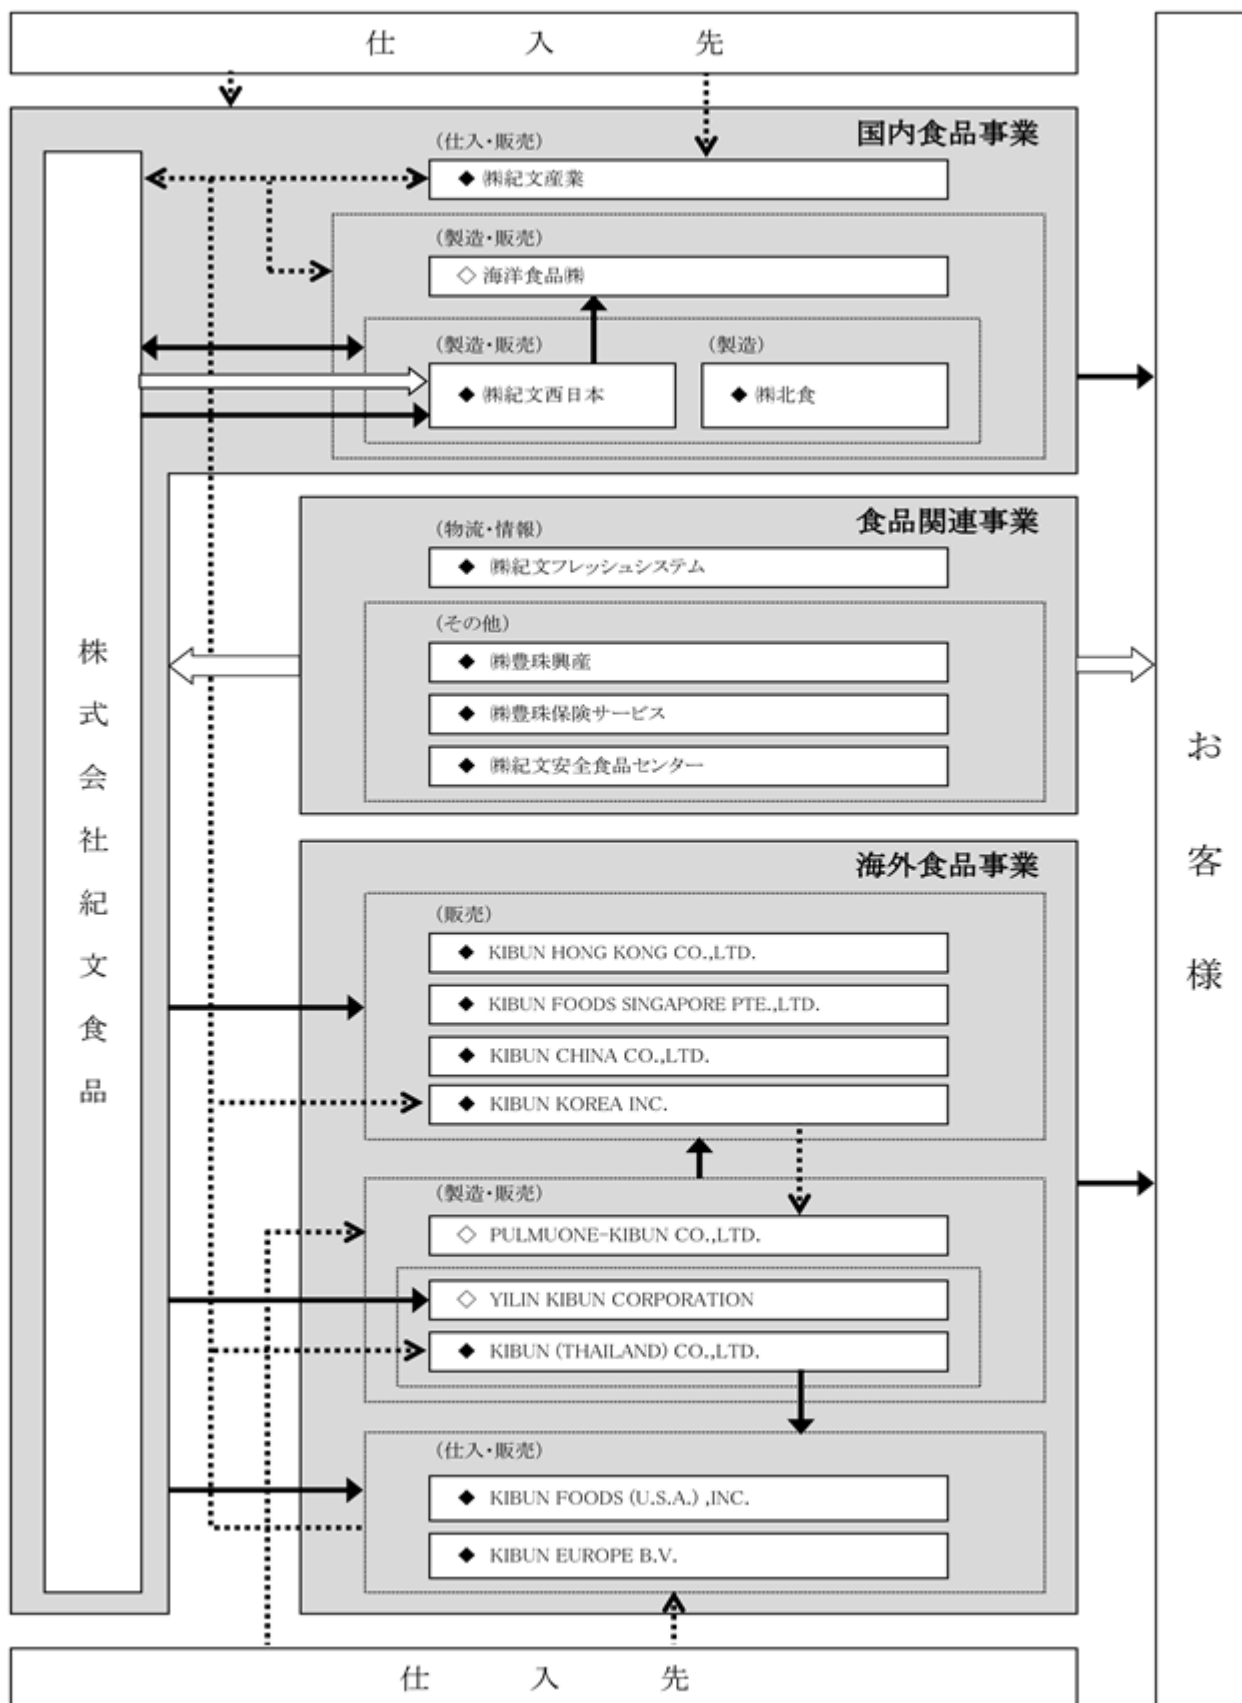 仕入先
国内食品事業
(仕入・販売)
◆ ㈱紀文産業
(製造・販売)
◇ 海洋食品㈱
(製造・販売)
(製造)
◆ ㈱紀文西日本
◆ ㈱北食
食品関連事業
(物流・情報)
◆ ㈱紀文フレッシュシステム
(その他)
◆ ㈱豊珠興産
◆ ㈱豊珠保険サービス
◆ ㈱紀文安全食品センター
株式会社紀文食品
お客様
海外食品事業
(販売)
◆ KIBUN HONG KONG CO.,LTD.
◆ KIBUN FOODS SINGAPORE PTE.,LTD.
◆ KIBUN CHINA CO.,LTD.
◆ KIBUN KOREA INC.
(製造・販売)
◇ PULMUONE-KIBUN CO.,LTD.
◇ YILIN KIBUN CORPORATION
◆ KIBUN (THAILAND) CO.,LTD.
(仕入・販売)
◆ KIBUN FOODS (U.S.A.) ,INC.
◆ KIBUN EUROPE B.V.
仕入先